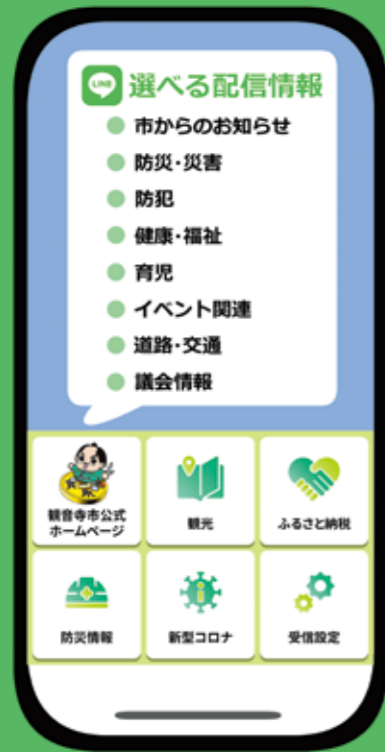 LINE
選べる配信情報
市からのお知らせ
防災・災害
防犯
健康・福祉
育児
イベント関連
道路・交通
議会情報
観音寺市公式
ホームページ
観光
ふるさと納税
防災情報
新型コロナ
受信設定